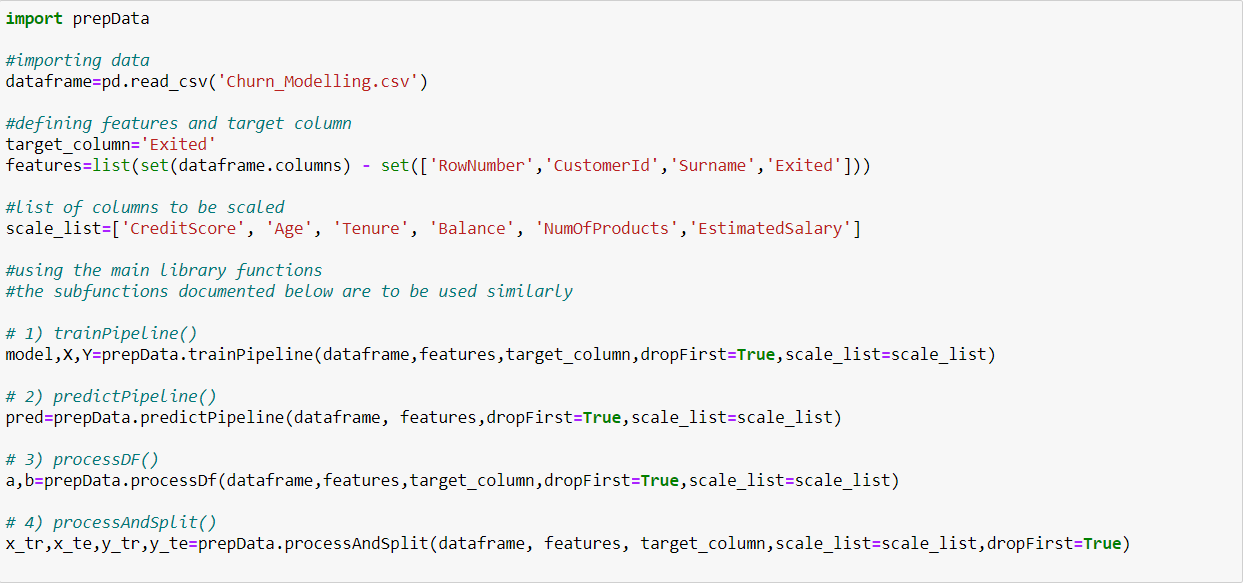 import prepData
#importing data
dataframe=pd.read_csv('Churn_Modelling.csv')
#defining features and target column
target_column='Exited'
features=list(set(dataframe.columns) - set(['RowNumber','CustomerId','Surname','Exited']))
#list of columns to be scaled
scale_list=['CreditScore', 'Age', 'Tenure', 'Balance', 'NumOfProducts','EstimatedSalary']
#using the main library functions
#the subfunctions documented below are to be used similarly
# 1) trainPipeline()
model,X,Y=prepData.trainPipeline(dataframe,features,target_column,dropFirst=True,scale_list=scale_list)
# 2) predictPipeline()
pred=prepData.predictPipeline(dataframe, features,dropFirst=True,scale_list=scale_list)
# 3) processDF()
a,b=prepData.processDf(dataframe,features,target_column,dropFirst=True,scale_list=scale_list)
# 4) processAndSplit()
x_tr,x_te,y_tr,y_te=prepData.processAndSplit(dataframe, features, target_column,scale_list=scale_list,dropFirst=True)